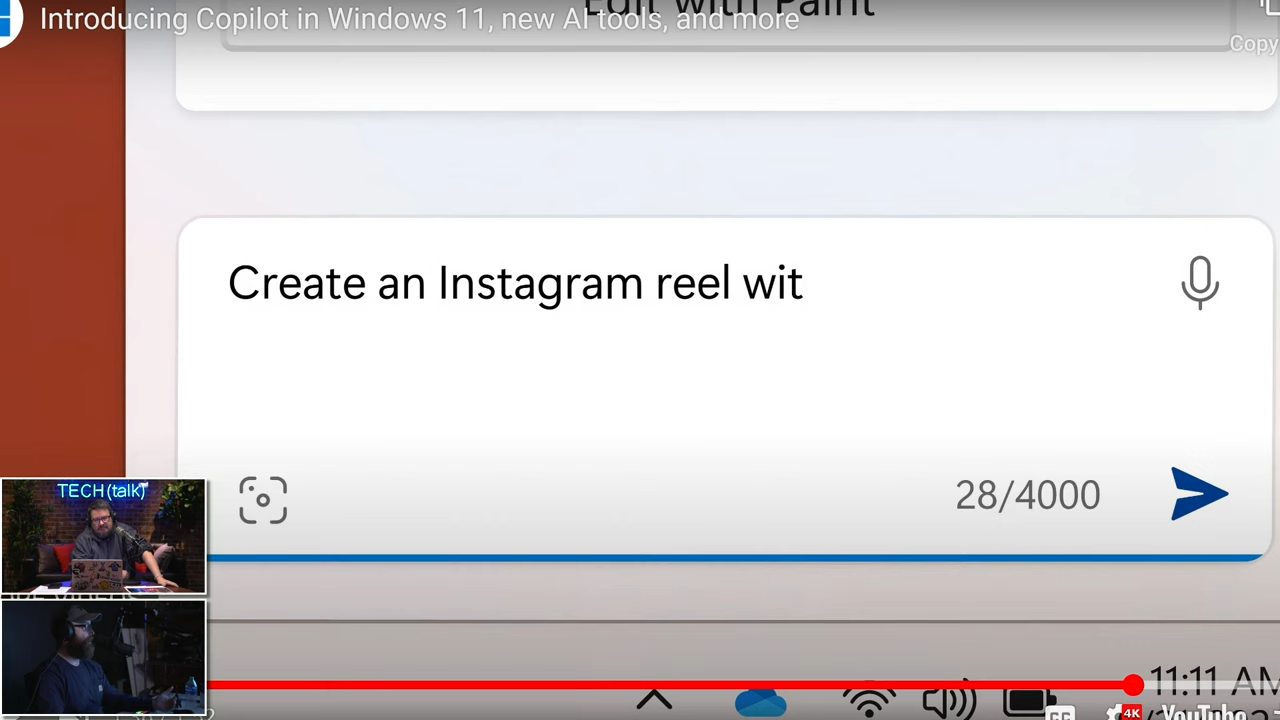 Introducing Copilot in Windows 11, new AI tools, and more
Edit with Paint
Copy
Create an Instagram reel wit
28/4000
TECH(talk)
11:11 AM
4K
YouTube